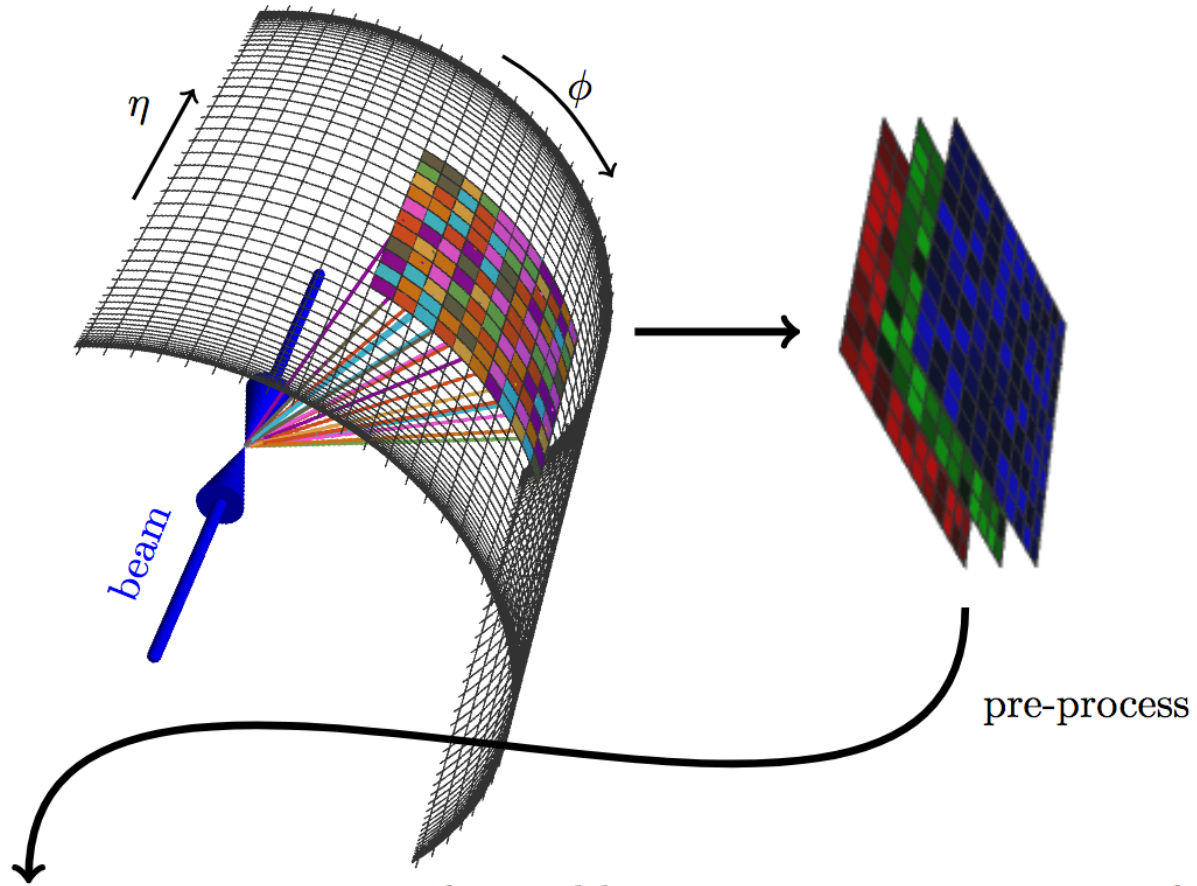 η
φ
beam
pre-process